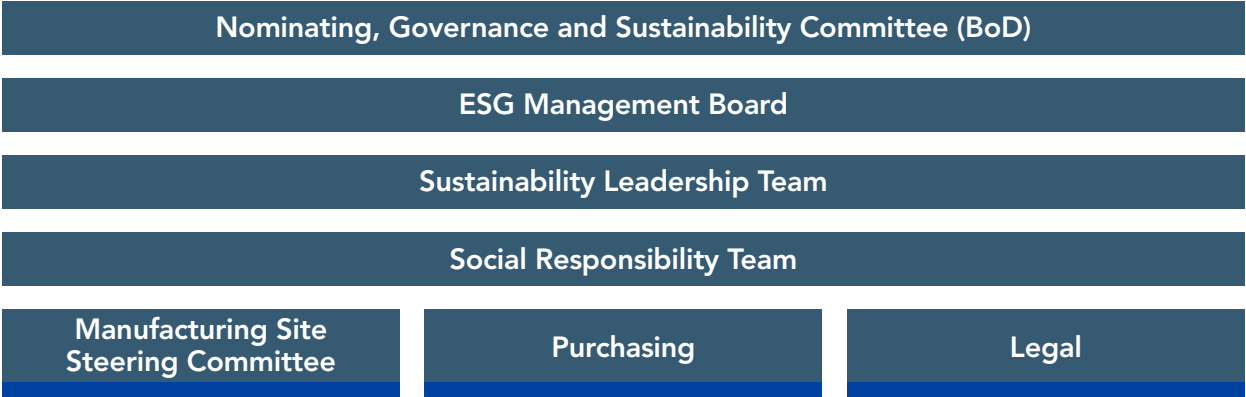 Nominating, Governance and Sustainability Committee (BoD)
ESG Management Board
Sustainability Leadership Team
Social Responsibility Team
Manufacturing Site
Steering Committee
Purchasing
Legal